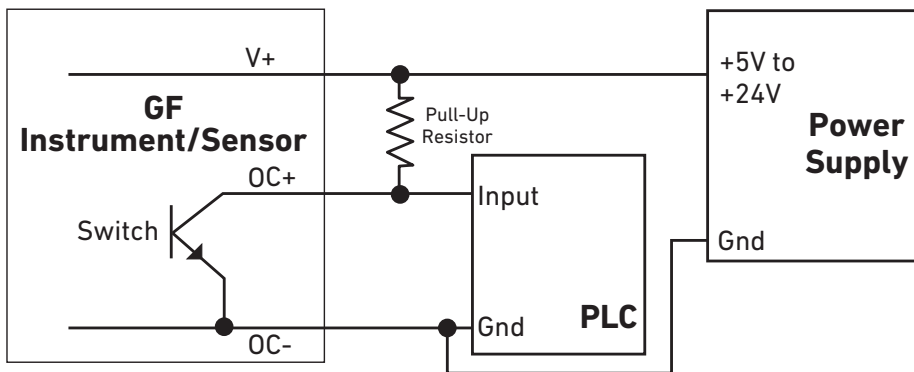 V+
GF
Instrument/Sensor
OC+
Switch
OC-
Pull-Up
Resistor
Input
Gnd
PLC
+5V to
+24V
Power
Supply
Gnd